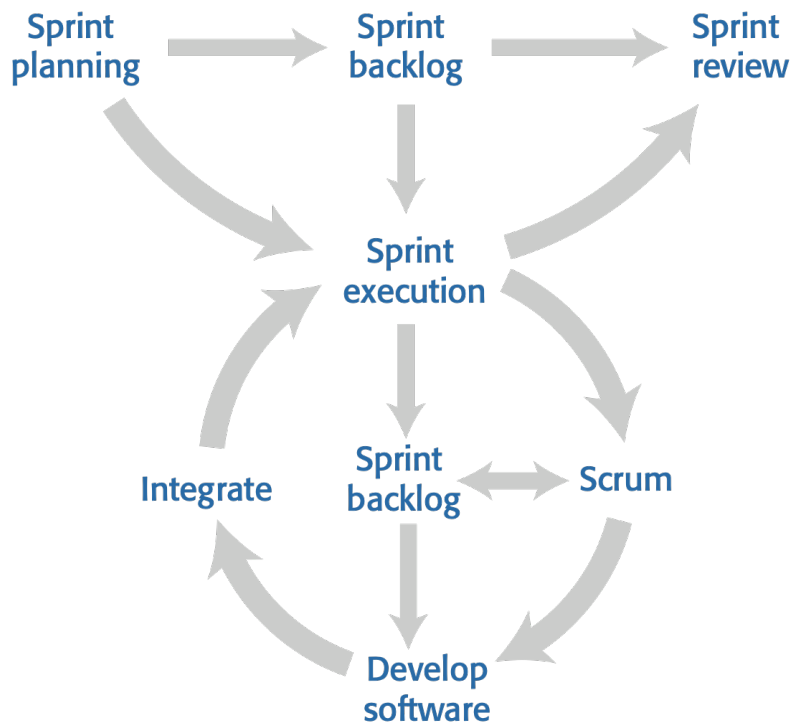 Sprint
planning
Sprint
backlog
Sprint
review
Sprint
execution
Integrate
Sprint
backlog
Scrum
Develop
software